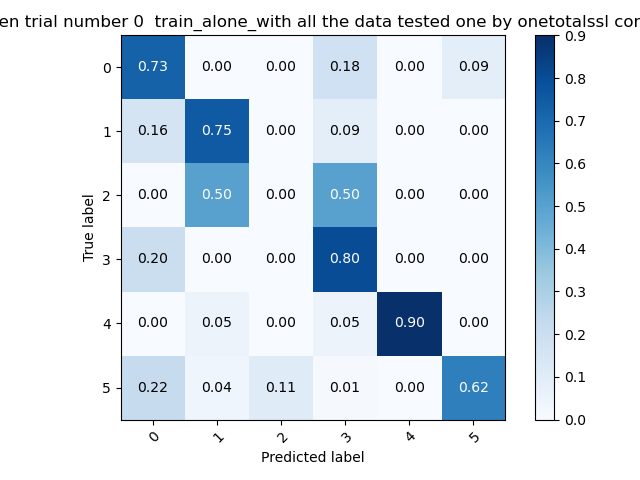 en trial number 0  train_alone_with all the data tested one by onetotalssl con
0 0.73 0.00 0.00 0.18 0.00 0.09
1 0.16 0.75 0.00 0.09 0.00 0.00
2 0.00 0.50 0.00 0.50 0.00 0.00
3 0.20 0.00 0.00 0.80 0.00 0.00
4 0.00 0.05 0.00 0.05 0.90 0.00
5 0.22 0.04 0.11 0.01 0.00 0.62
0 1 2 3 4 5
True label
Predicted label
0.9
0.8
0.7
0.6
0.5
0.4
0.3
0.2
0.1
0.0